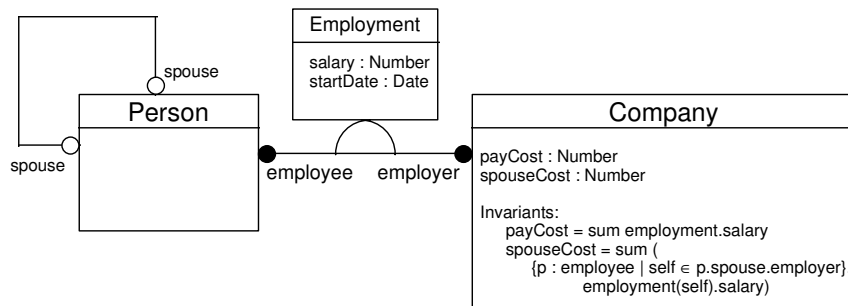 Employment
salary : Number
startDate : Date
spouse
Person
spouse
employee
employer
Company
payCost : Number
spouseCost : Number
Invariants:
payCost = sum employment.salary
spouseCost = sum (
{p : employee | self ∈ p.spouse.employer}.
employment(self).salary)